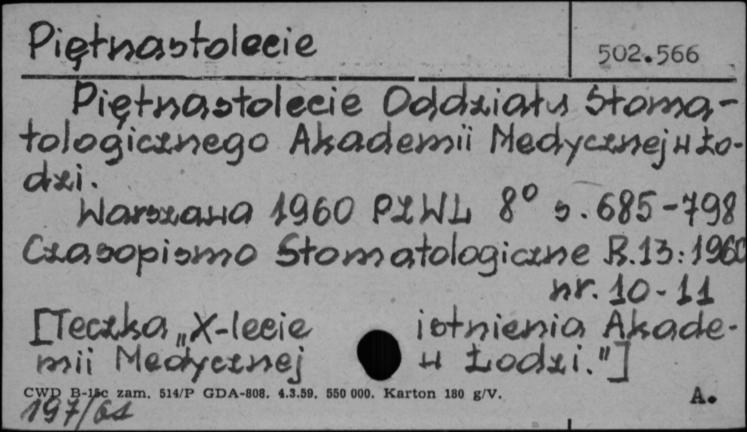 Piętnastolecie
502.566
Piętnastolecie Oddziału Stoma-
tologicznego Akademii Medycznej w Ło-
dzi.
Warszawa 1960 PZWL 8° s. 685-798
Czasopismo Stomatologiczne R.13:1960
nr. 10-11
[Teczka „X-lecie istnienia Akade-
mii Medycznej w Łodzi."]
CWD B-15c zam. 514/P GDA-808. 4.3.59. 550 000. Karton 180 g/V.
A.
197/61